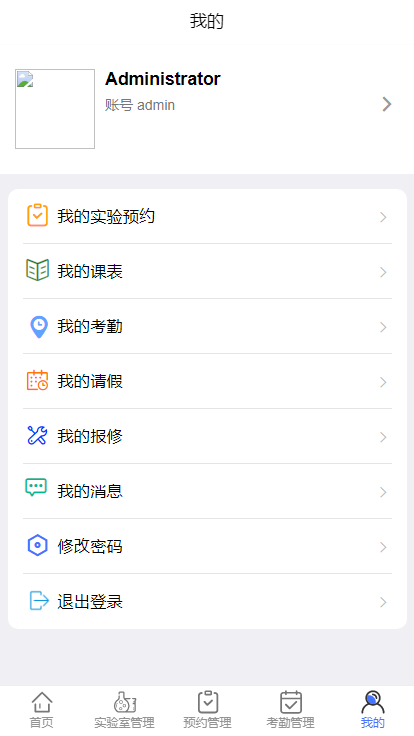 我的
Administrator
账号 admin
我的实验预约
我的课表
我的考勤
我的请假
我的报修
我的消息
修改密码
退出登录
首页 实验室管理 预约管理 考勤管理 我的